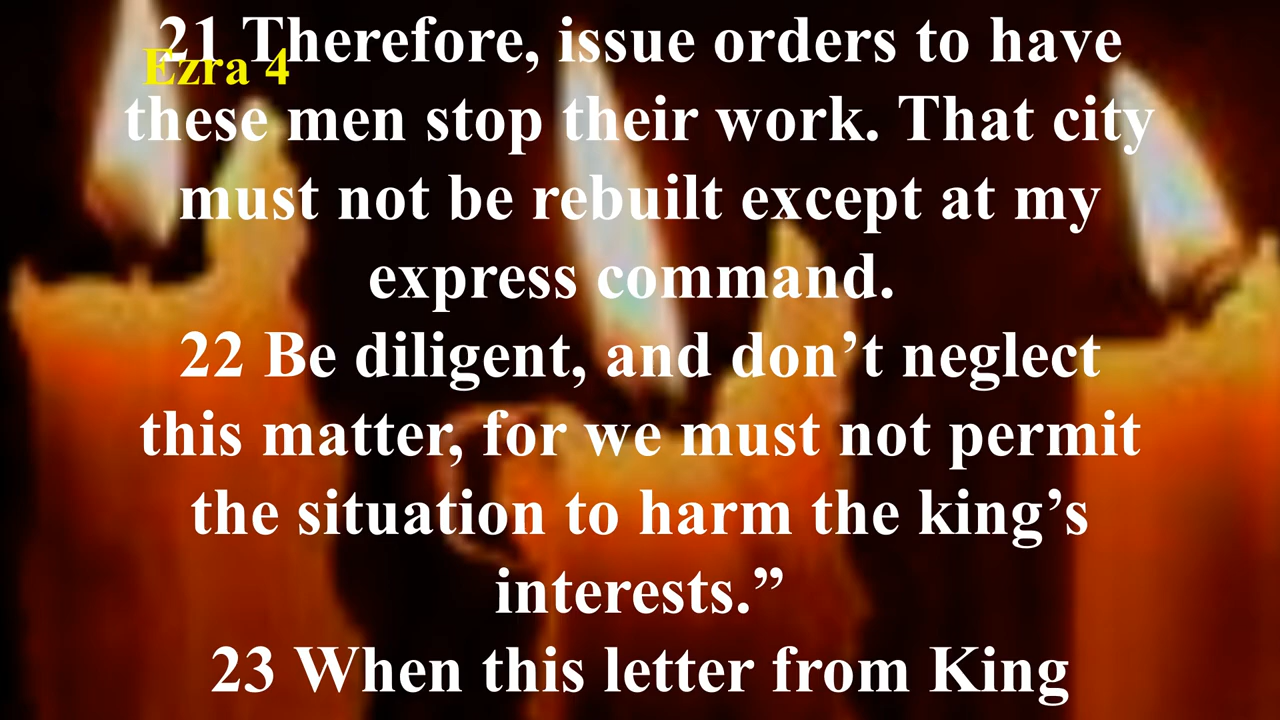 21 Therefore, issue orders to have
Ezra 4
these men stop their work. That city
must not be rebuilt except at my
express command.
22 Be diligent, and don’t neglect
this matter, for we must not permit
the situation to harm the king’s
interests.”
23 When this letter from King